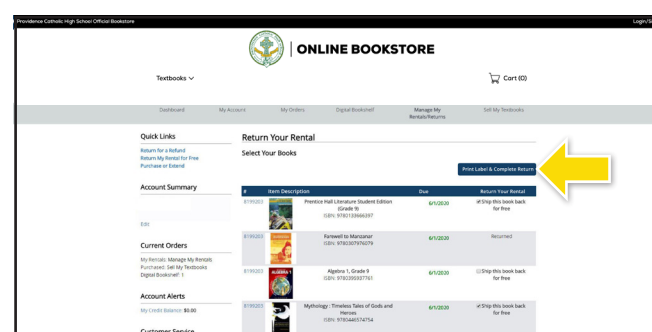 Providence Catholic High School Official Bookstore
Login/S
ONLINE BOOKSTORE
Textbooks
Cart (0)
Dashboard
My Account
My Orders
Digital Bookshelf
Manage My
Rentals/Returns
Sell My Textbooks
Quick Links
Return for a Refund
Return My Rental for Free
Purchase or Extend
Account Summary
Edit
Current Orders
My Rentals: Manage My Rentals
Purchased: Sell My Textbooks
Digital Bookshelf: 1
Account Alerts
My Credit Balance: $0.00
Customer Service
Return Your Rental
Select Your Books
Print Label & Complete Return
# Item Description Due Return Your Rental
8199203 Prentice Hall Literature Student Edition
(Grade 9)
ISBN: 9780133666397
6/1/2020
Ship this book back
for free
8199203 Farewell to Manzanar
ISBN: 9780307976079
6/1/2020
Returned
8199203 ALGEBRA 1 Algebra 1, Grade 9
ISBN: 9780395937761
6/1/2020
Ship this book back
for free
8199203 Mythology : Timeless Tales of Gods and
Heroes
ISBN: 9780446574754
6/1/2020
Ship this book back
for free